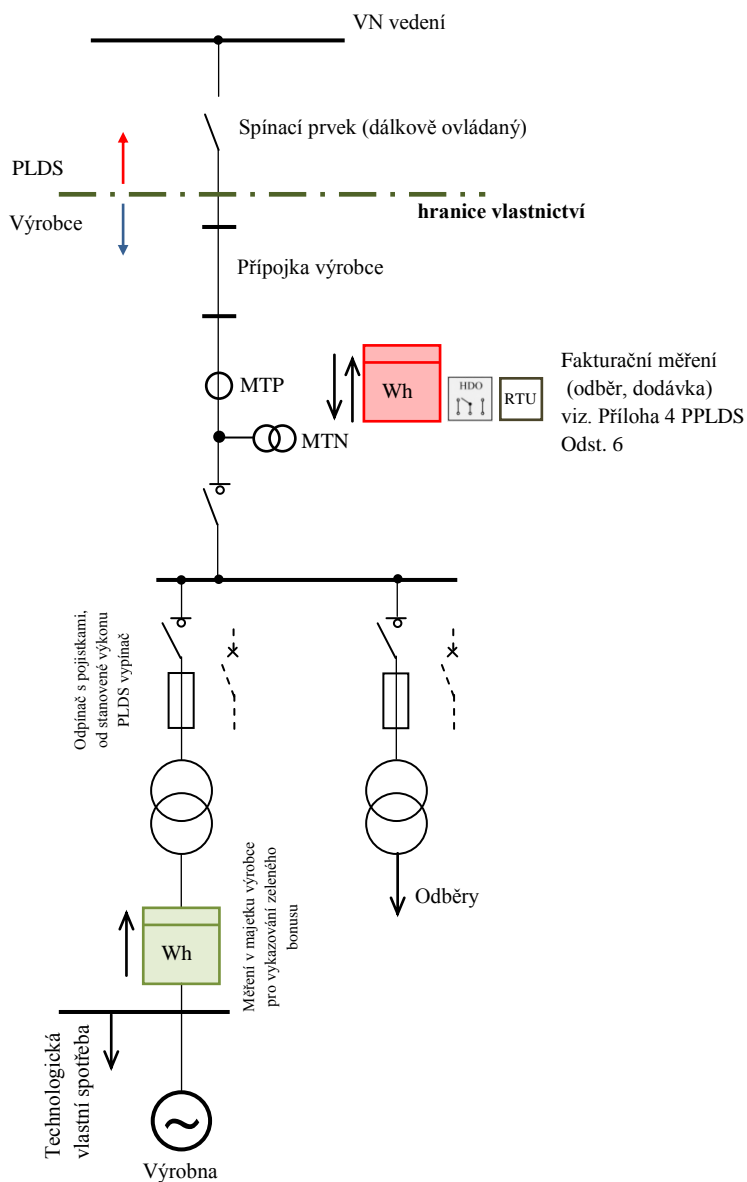 VN vedení
Spínací prvek (dálkově ovládaný)
PLDS
hranice vlastnictví
Výrobce
Přípojka výrobce
MTP
Wh
HDO
RTU
Fakturační měření
(odběr, dodávka)
viz. Příloha 4 PPLDS
Odst. 6
MTN
Odpínač s pojistkami,
od stanovené výkonu
PLDS vypínač
Odběry
Wh
Měření v majetku výrobce
pro vykazování zeleného
bonusu
Technologická
vlastní spotřeba
Výrobna